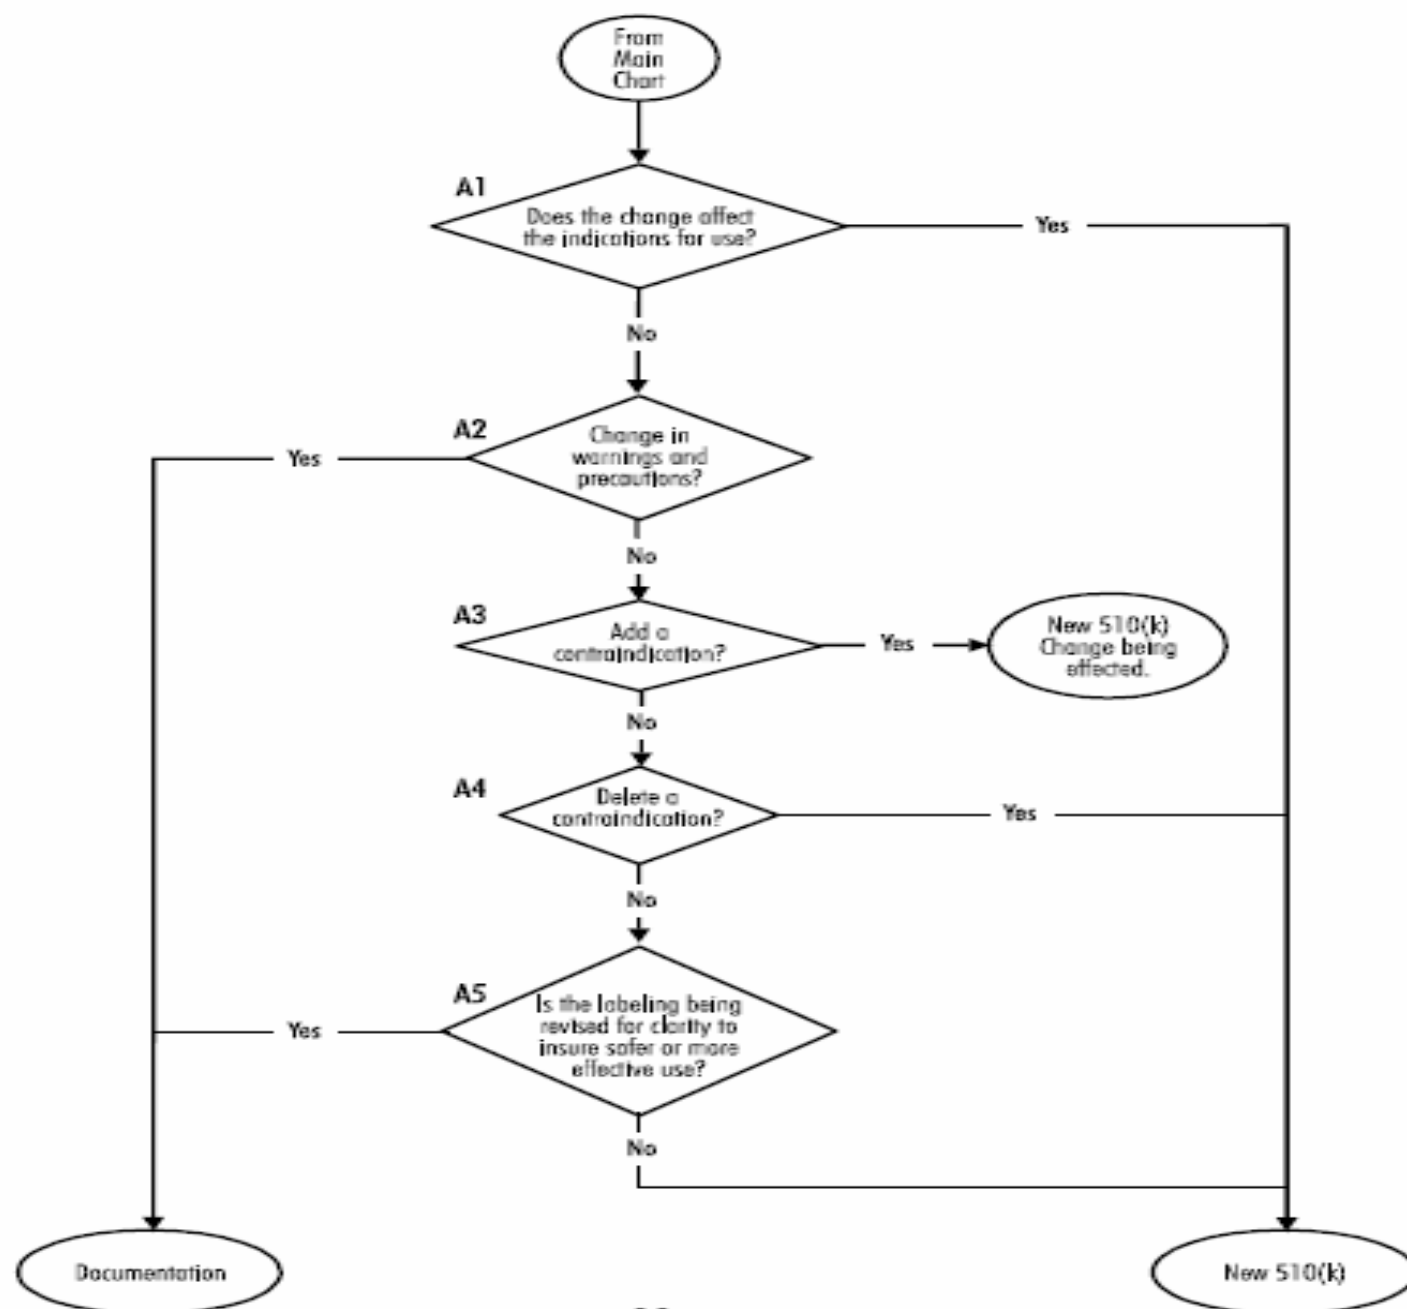 From
Main
Chart
A1
Does the change affect
the indications for use?
Yes
No
A2
Change in
warnings and
precautions?
Yes
No
A3
Add a
contraindication?
Yes
New 510(k)
Change being
effected.
No
A4
Delete a
contraindication?
Yes
No
A5
Is the labeling being
revised for clarity to
insure safer or more
effective use?
Yes
No
Documentation
New 510(k)